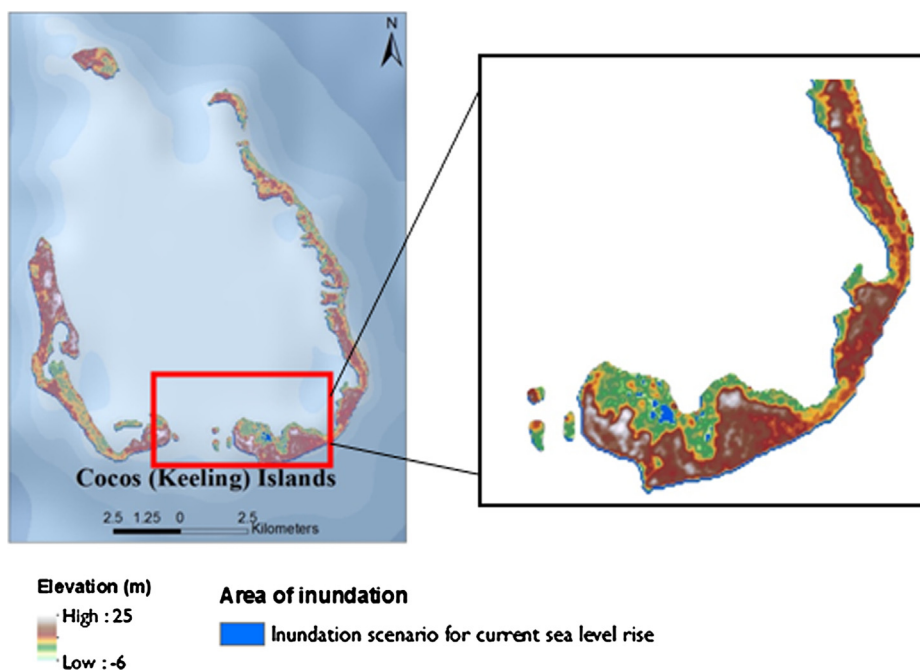 N
Cocos (Keeling) Islands
2.5 1.25 0 2.5
Kilometers
Elevation (m)
High : 25
Low : -6
Area of inundation
Inundation scenario for current sea level rise